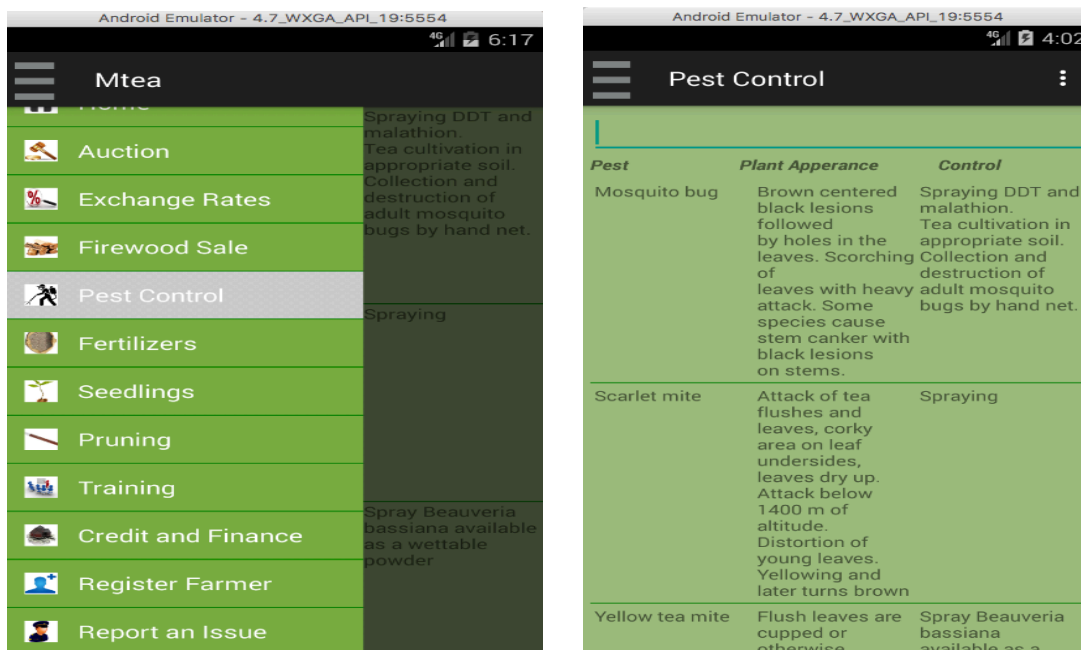 Android Emulator - 4.7_WXGA_API_19:5554
4G 6:17
Mtea
Home
Auction
Exchange Rates
Firewood Sale
Pest Control
Fertilizers
Seedlings
Pruning
Training
Credit and Finance
Register Farmer
Report an Issue
Spraying DDT and
malathion.
Tea cultivation in
appropriate soil.
Collection and
destruction of
adult mosquito
bugs by hand net.
Spraying
Spray Beauveria
bassiana available
as a wettable
powder
Android Emulator - 4.7_WXGA_API_19:5554
4G 4:02
Pest Control
Pest Plant Apperance Control
Mosquito bug
Brown centered
black lesions
followed
by holes in the
leaves. Scorching
of
leaves with heavy
attack. Some
species cause
stem canker with
black lesions
on stems.
Spraying DDT and
malathion.
Tea cultivation in
appropriate soil.
Collection and
destruction of
adult mosquito
bugs by hand net.
Scarlet mite
Attack of tea
flushes and
leaves, corky
area on leaf
undersides,
leaves dry up.
Attack below
1400 m of
altitude.
Distortion of
young leaves.
Yellowing and
later turns brown
Spraying
Yellow tea mite
Flush leaves are
cupped or
otherwise
Spray Beauveria
bassiana
available as a